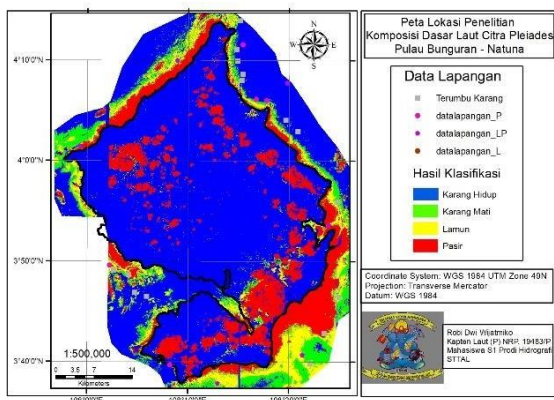 Peta Lokasi Penelitian
Komposisi Dasar Laut Citra Pleiades
Pulau Bunguran - Natuna
Data Lapangan
Terumbu Karang
datalapangan_P
datalapangan_LP
datalapangan_L
Hasil Klasifikasi
Karang Hidup
Karang Mati
Lamun
Pasir
Coordinate System: WGS 1984 UTM Zone 49N
Projection: Transverse Mercator
Datum: WGS 1984
Robi Dwi Wijatmiko
Kaptan Laut (P) NRP. 19483/P
Mahasiswa S1 Prodi Hidrografi
STTAL
N
W E
S
4°10'0"N
4°0'0"N
3°50'0"N
3°40'0"N
1:500,000
0 3.5 7 14
Kilometers